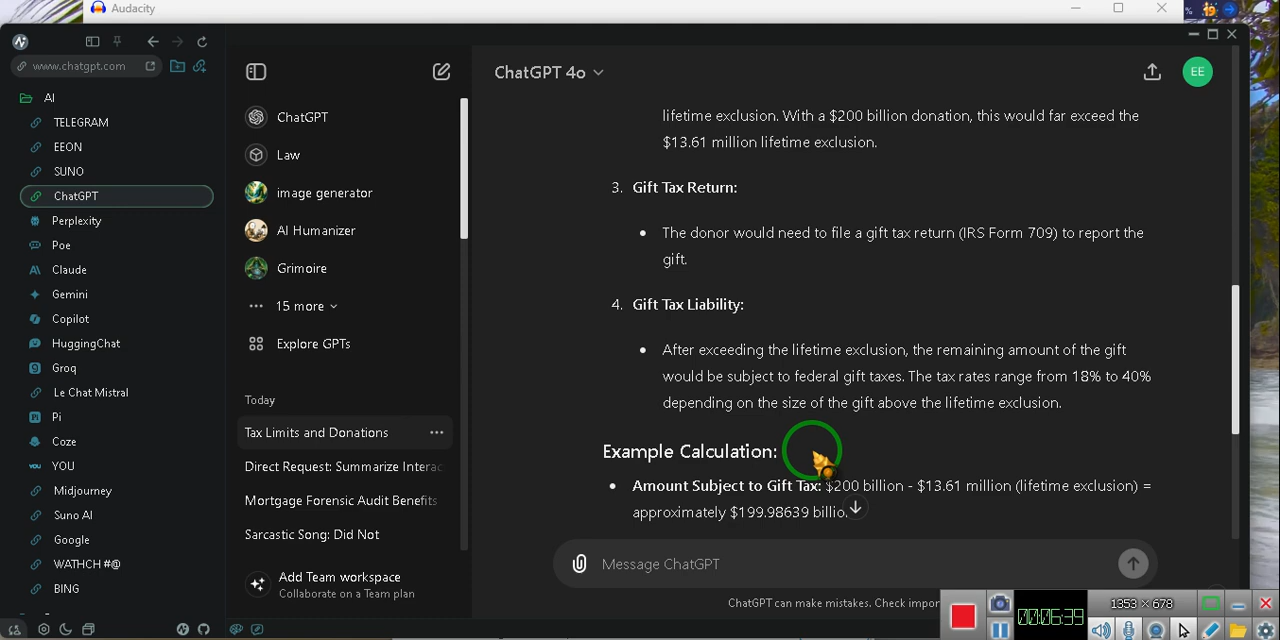 Audacity
%
19
www.chatgpt.com
AI
TELEGRAM
EEON
SUNO
ChatGPT
Perplexity
Poe
Claude
Gemini
Copilot
HuggingChat
Groq
Le Chat Mistral
Pi
Coze
YOU
Midjourney
Suno AI
Google
WATHCH #@
BING
ChatGPT
Law
image generator
AI Humanizer
Grimoire
15 more
Explore GPTs
Today
Tax Limits and Donations
Direct Request: Summarize Interac
Mortgage Forensic Audit Benefits
Sarcastic Song: Did Not
Add Team workspace
Collaborate on a Team plan
ChatGPT 4o
EE
lifetime exclusion. With a $200 billion donation, this would far exceed the
$13.61 million lifetime exclusion.
3. Gift Tax Return:
The donor would need to file a gift tax return (IRS Form 709) to report the
gift.
4. Gift Tax Liability:
After exceeding the lifetime exclusion, the remaining amount of the gift
would be subject to federal gift taxes. The tax rates range from 18% to 40%
depending on the size of the gift above the lifetime exclusion.
Example Calculation:
Amount Subject to Gift Tax: $200 billion - $13.61 million (lifetime exclusion) =
approximately $199.98639 billio
Message ChatGPT
ChatGPT can make mistakes. Check impor
00:06:39
1353 × 678